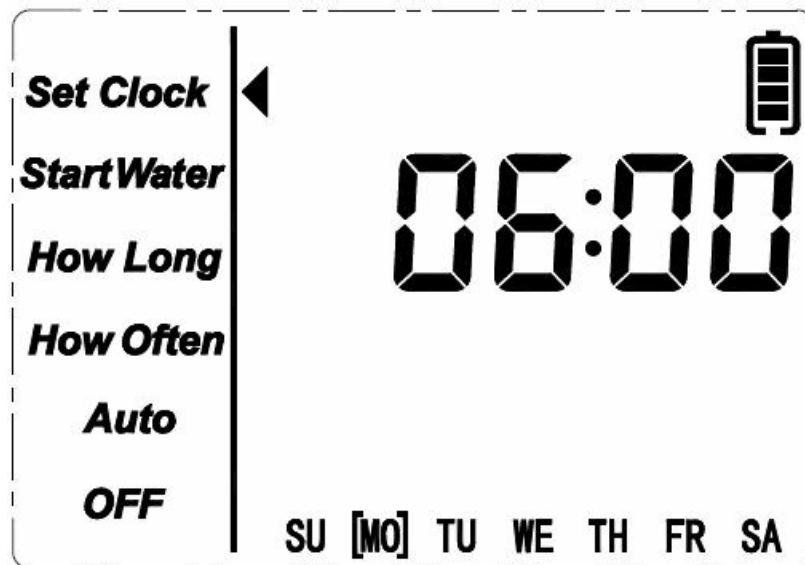 Set Clock
StartWater
06:00
How Long
How Often
Auto
OFF
SU [MO] TU WE TH FR SA